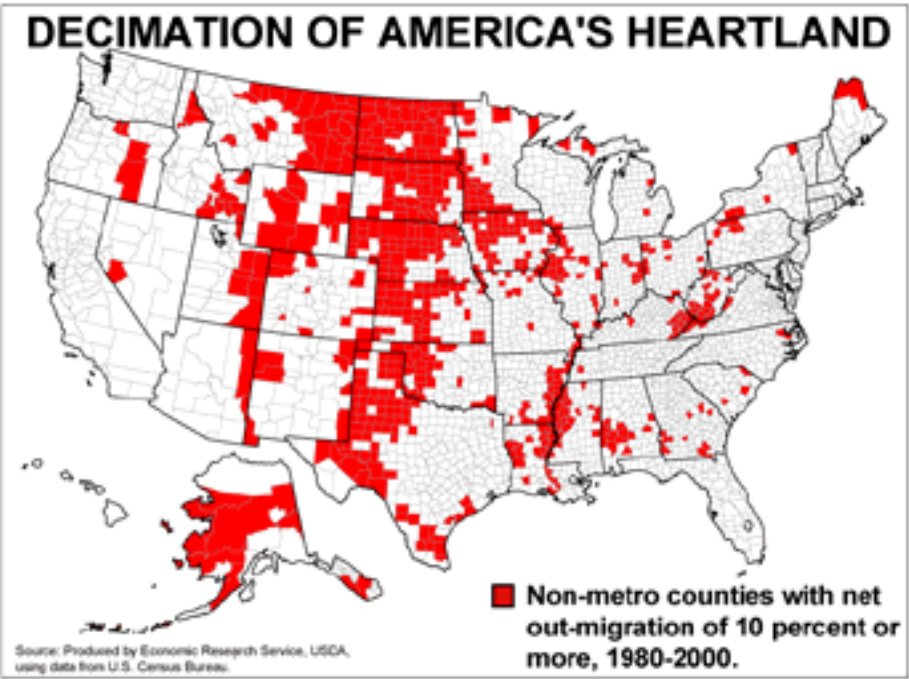 DECIMATION OF AMERICA'S HEARTLAND
Non-metro counties with net
out-migration of 10 percent or
more, 1980-2000.
Source: Produced by Economic Research Service, USDA,
using data from U.S. Census Bureau.